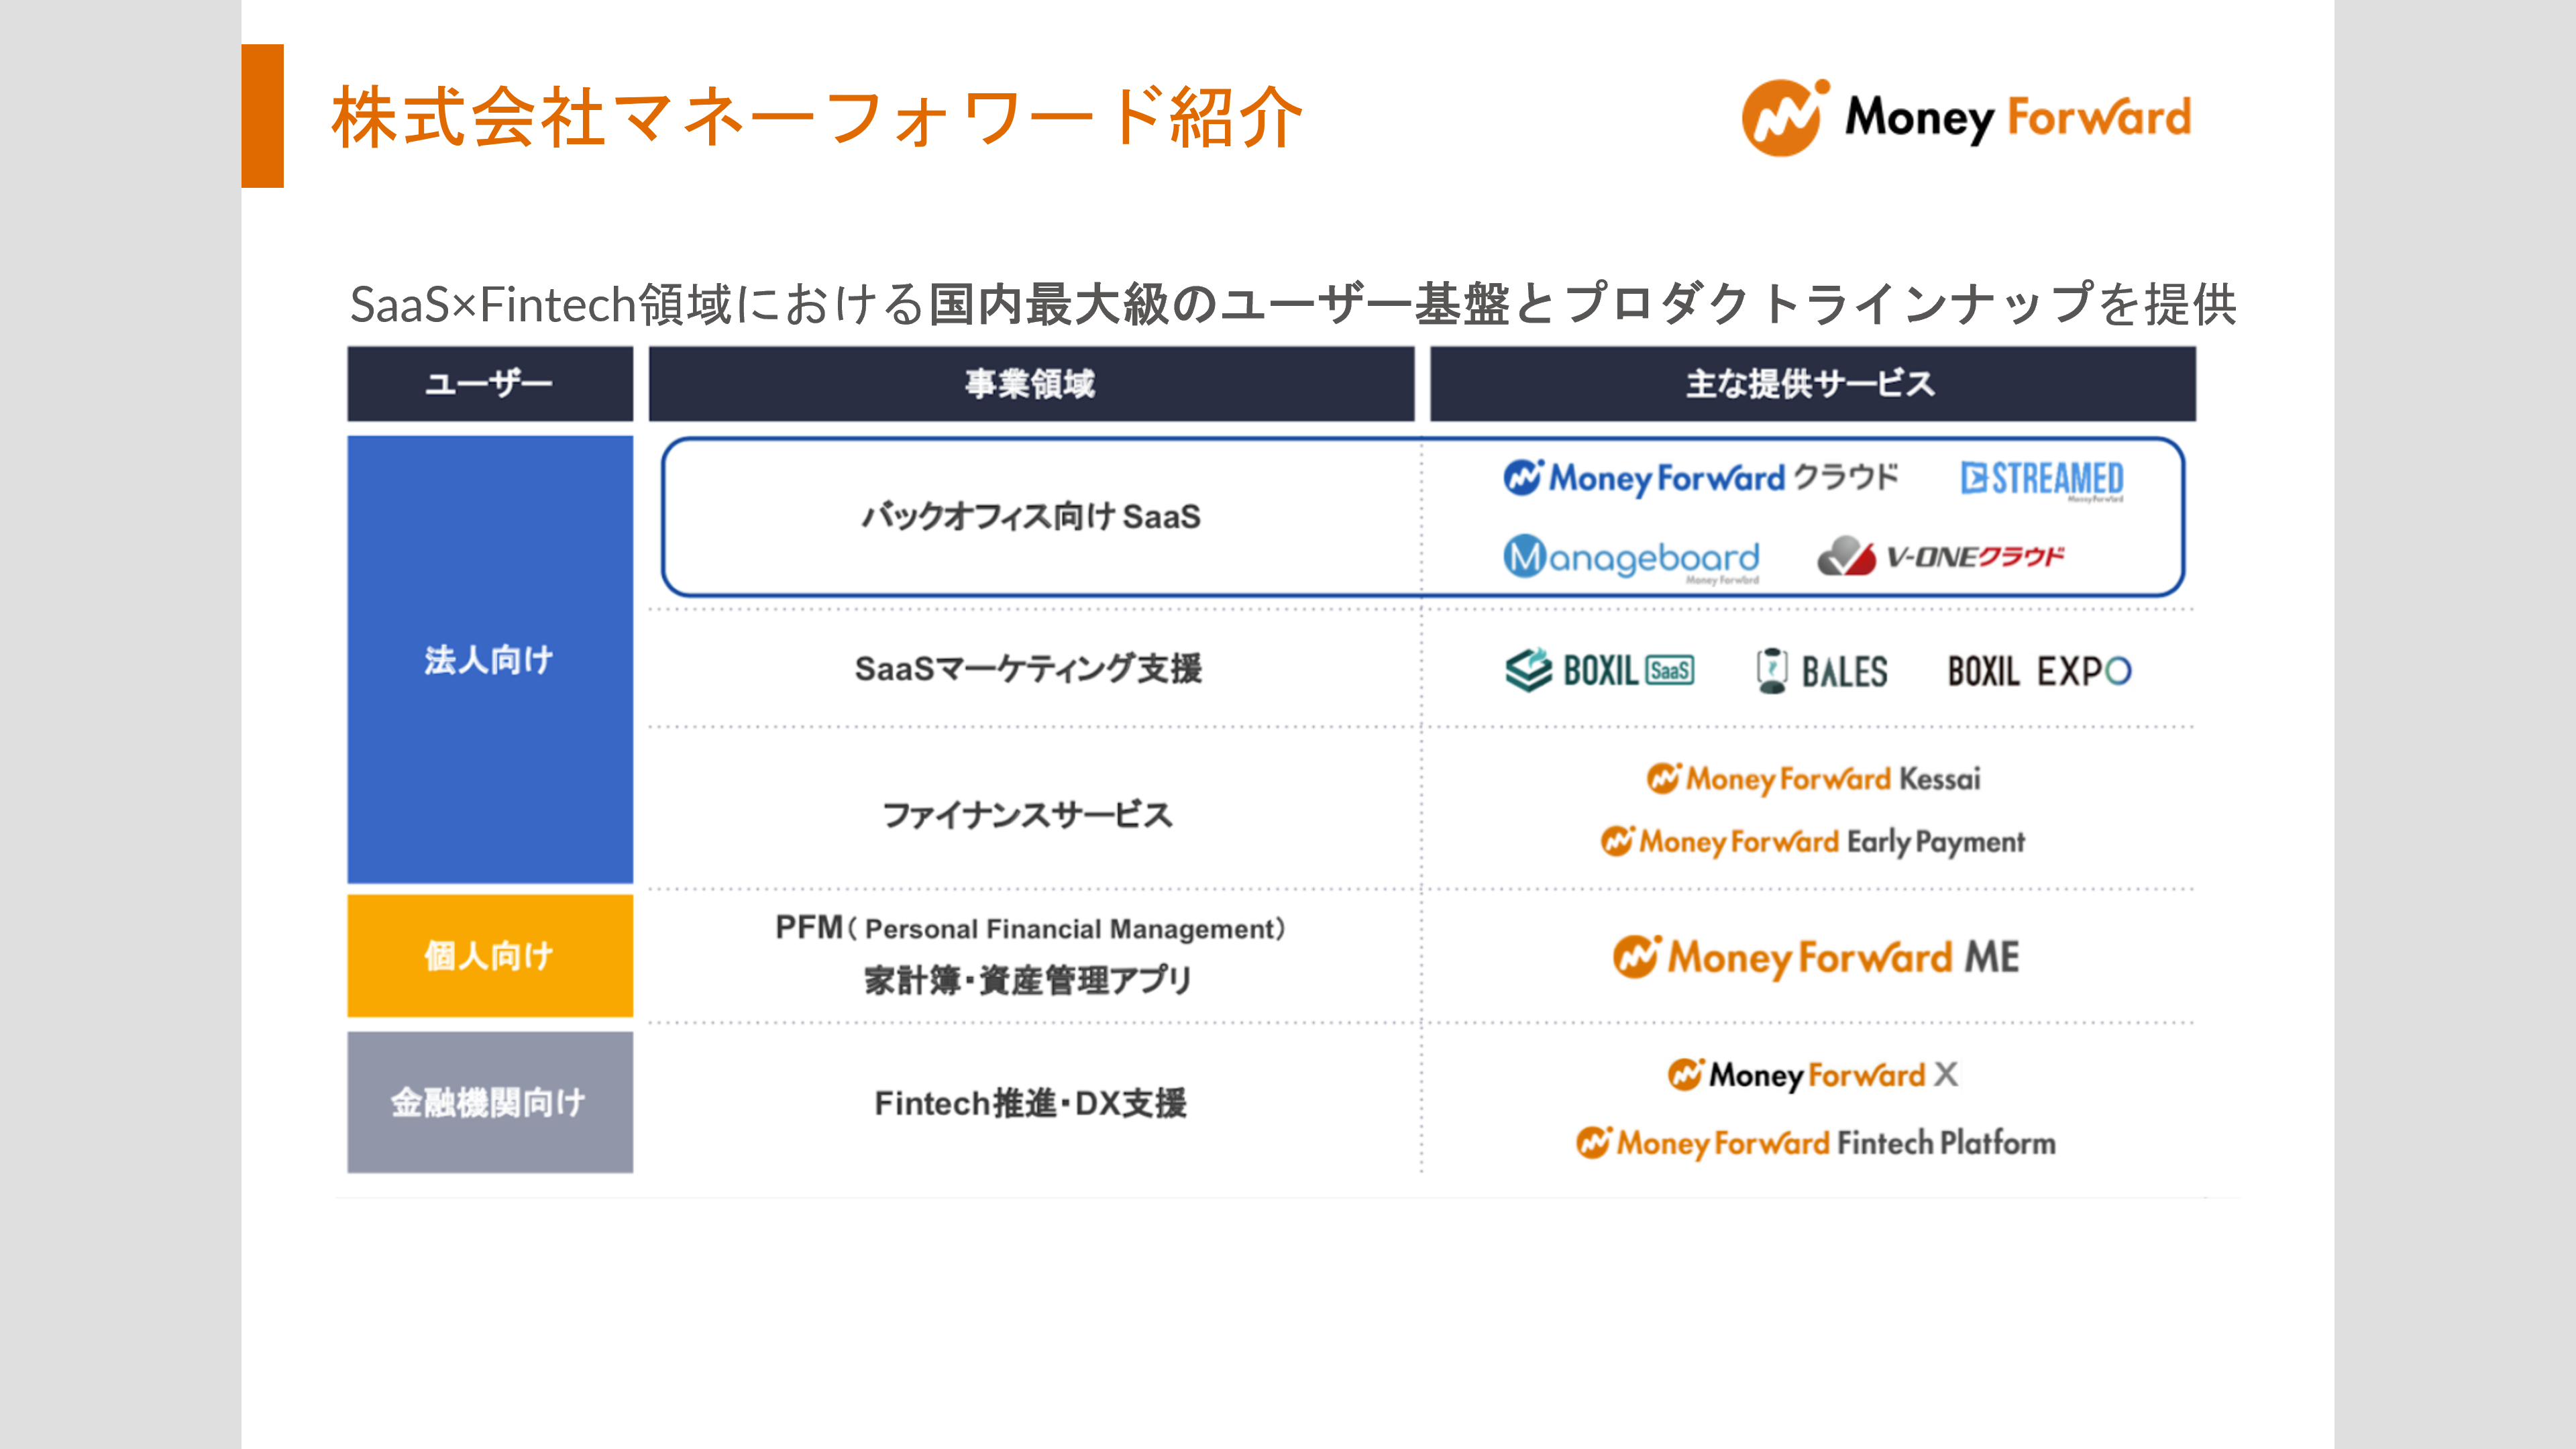 株式会社マネーフォワード紹介
Money Forward
SaaS×Fintech領域における国内最大級のユーザー基盤とプロダクトラインナップを提供
ユーザー
事業領域
主な提供サービス
法人向け
バックオフィス向け SaaS
Money Forward クラウド
STREAMED
Money Forward
Manageboard
Money Forward
V-ONEクラウド
SaaSマーケティング支援
BOXIL SaaS
BALES
BOXIL EXPO
ファイナンスサービス
Money Forward Kessai
Money Forward Early Payment
個人向け
PFM（ Personal Financial Management）
家計簿・資産管理アプリ
Money Forward ME
金融機関向け
Fintech推進・DX支援
Money Forward X
Money Forward Fintech Platform